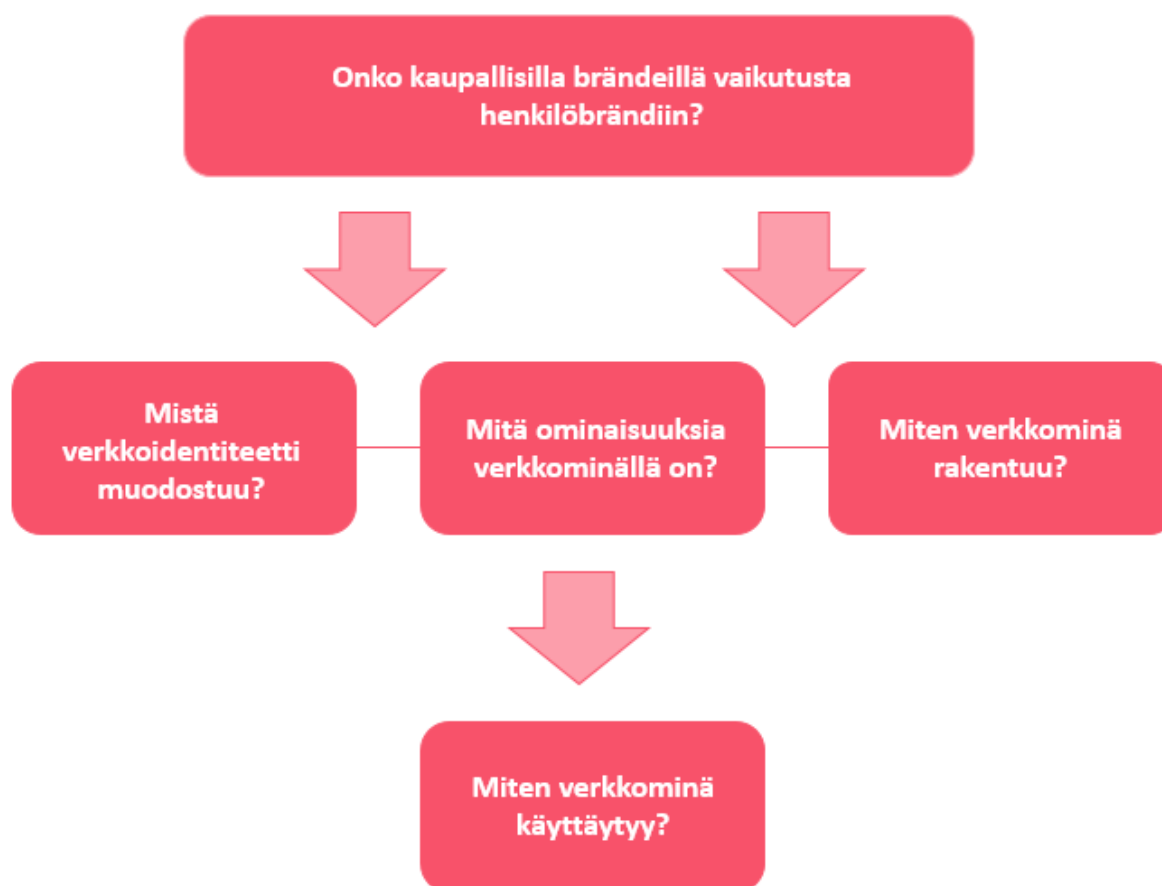 Onko kaupallisilla brändeillä vaikutusta
henkilöbrändiin?
Mistä
verkkoidentiteetti
muodostuu?
Mitä ominaisuuksia
verkkominällä on?
Miten verkkominä
rakentuu?
Miten verkkominä
käyttäytyy?